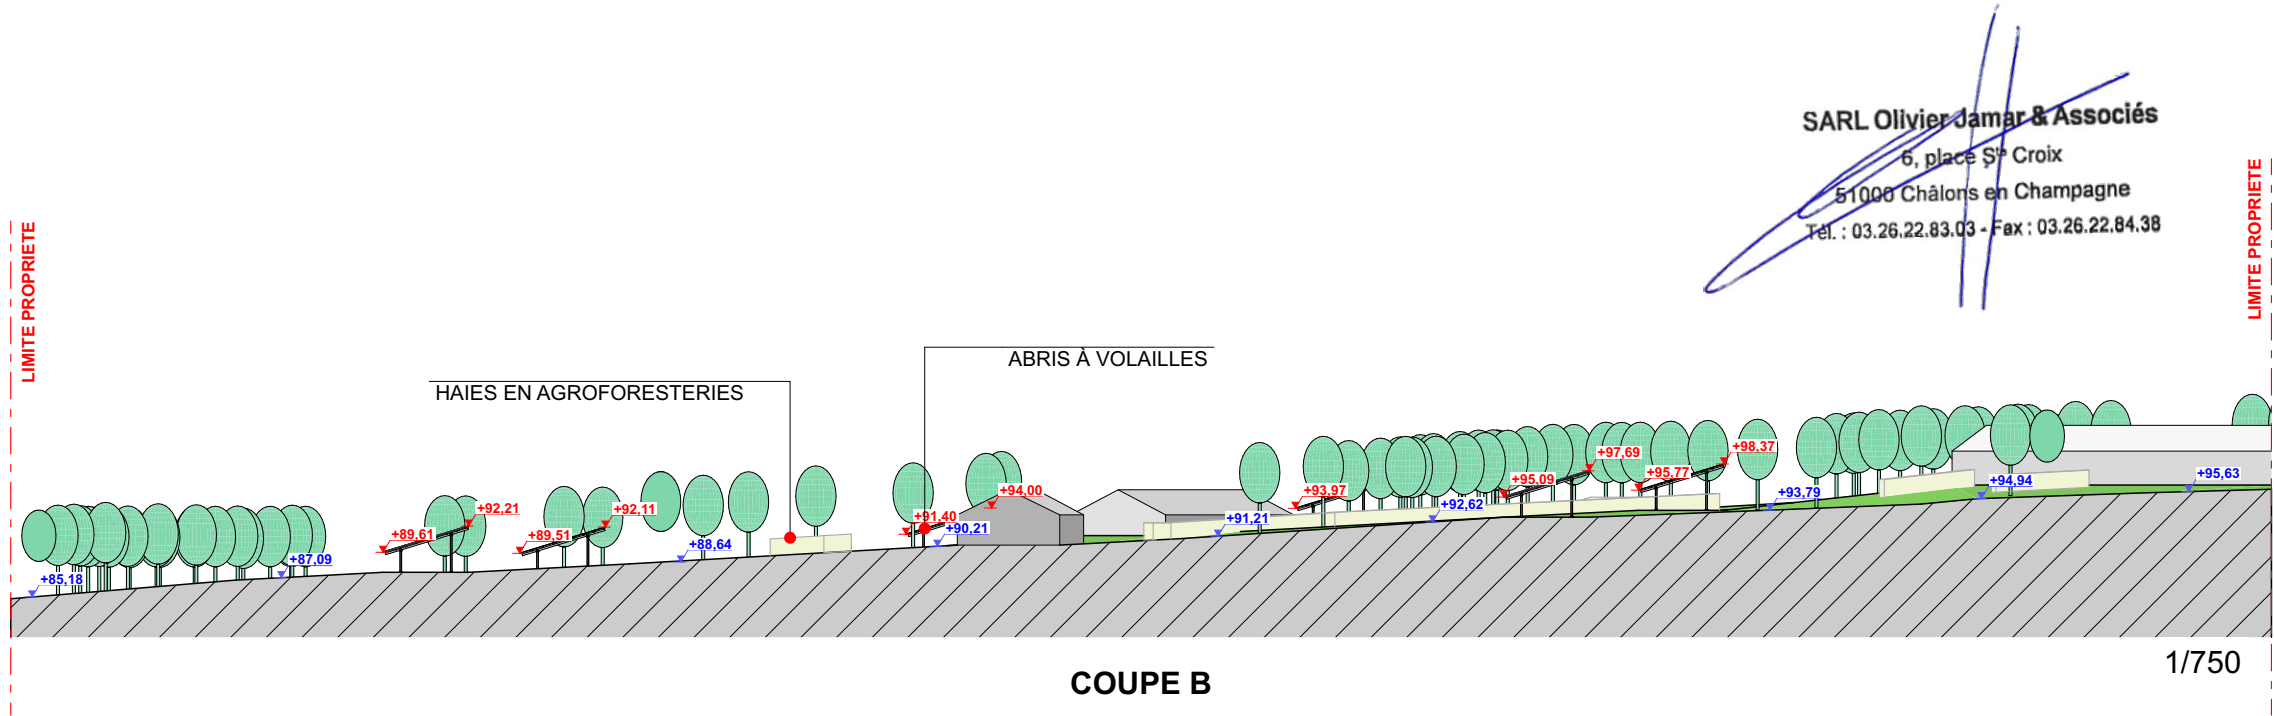 SARL Olivier Jamar & Associés
6, place Ste Croix
51000 Châlons en Champagne
Tél. : 03.26.22.83.03 - Fax : 03.26.22.84.38
LIMITE PROPRIETE
LIMITE PROPRIETE
ABRIS À VOLAILLES
HAIES EN AGROFORESTERIES
+85,18
+87,09
+89,61
+92,21
+89,51
+92,11
+88,64
+91,40
+90,21
+94,00
+91,21
+93,97
+92,62
+95,09
+97,69
+95,77
+98,37
+93,79
+94,94
+95,63
1/750
COUPE B